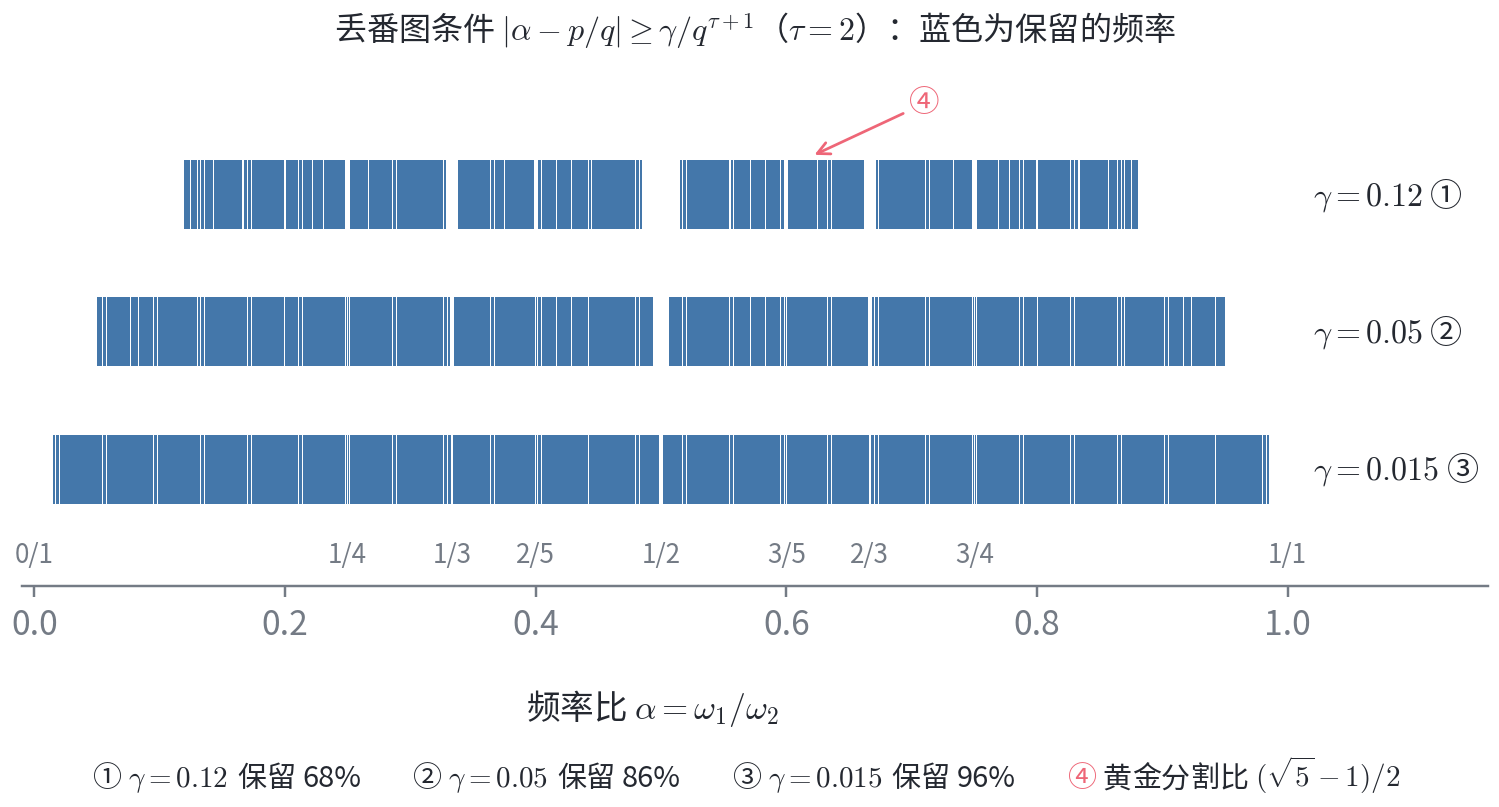 丢番图条件 |α − p/q| ≥ γ/q^{τ+1}（τ = 2）：蓝色为保留的频率
④
γ = 0.12 ①
γ = 0.05 ②
γ = 0.015 ③
0/1 1/4 1/3 2/5 1/2 3/5 2/3 3/4 1/1
0.0 0.2 0.4 0.6 0.8 1.0
频率比 α = ω₁/ω₂
① γ = 0.12 保留 68% ② γ = 0.05 保留 86% ③ γ = 0.015 保留 96% ④ 黄金分割比 (√5 − 1)/2